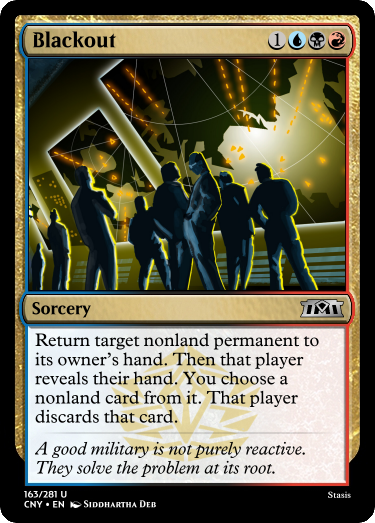 Blackout 1
Sorcery
Return target nonland permanent to
its owner's hand. Then that player
reveals their hand. You choose a
nonland card from it. That player
discards that card.
A good military is not purely reactive.
They solve the problem at its root.
163/281 U
Stasis
CNY • EN Siddhartha Deb